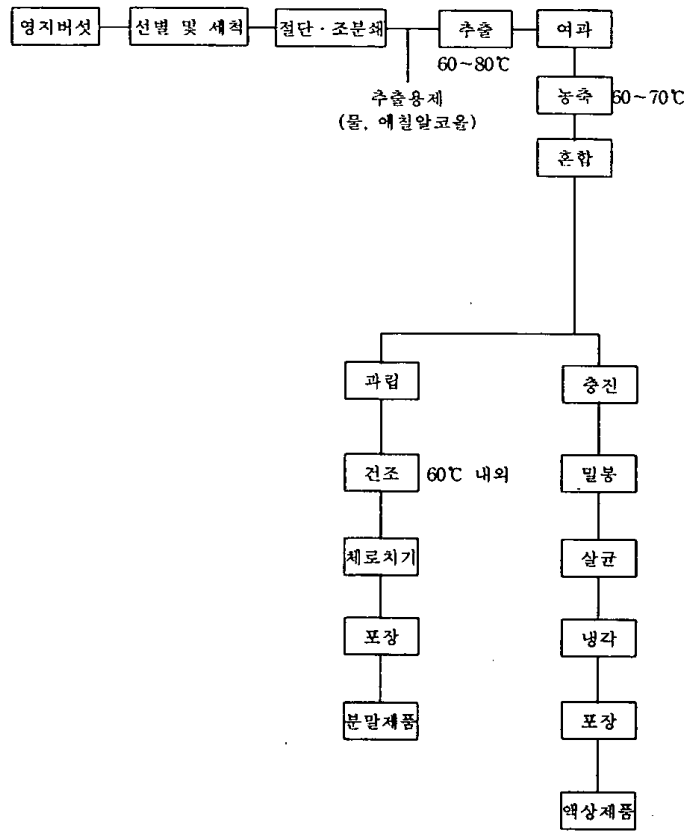 영지버섯
선별 및 세척
절단·조분쇄
추출
여과
60~80℃
추출용제
(물, 에칠알코올)
농축
60~70℃
혼합
과립
충진
건조
60℃ 내외
밀봉
체로치기
살균
포장
냉각
분말제품
포장
액상제품